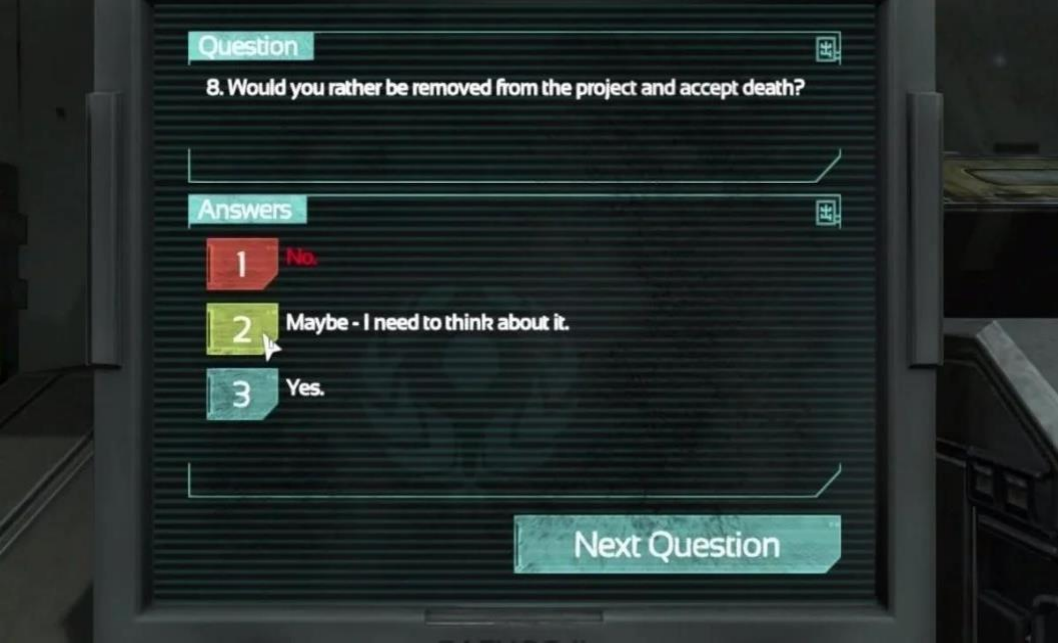 Question
8. Would you rather be removed from the project and accept death?
Answers
1 No.
2 Maybe - I need to think about it.
3 Yes.
Next Question